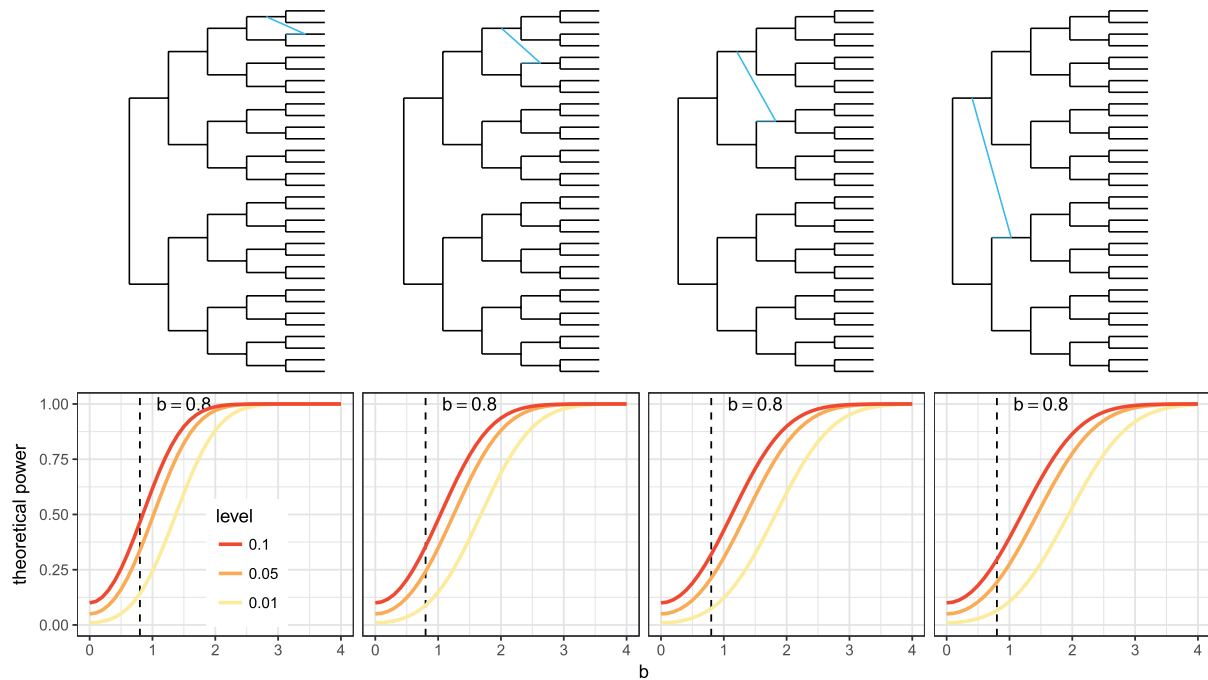 b = 0.8
b = 0.8
b = 0.8
b = 0.8
1.00
0.75
0.50
0.25
0.00
theoretical power
level
0.1
0.05
0.01
0 1 2 3 4
0 1 2 3 4
0 1 2 3 4
0 1 2 3 4
b